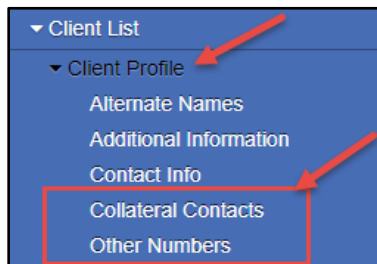 Client List
Client Profile
Alternate Names
Additional Information
Contact Info
Collateral Contacts
Other Numbers